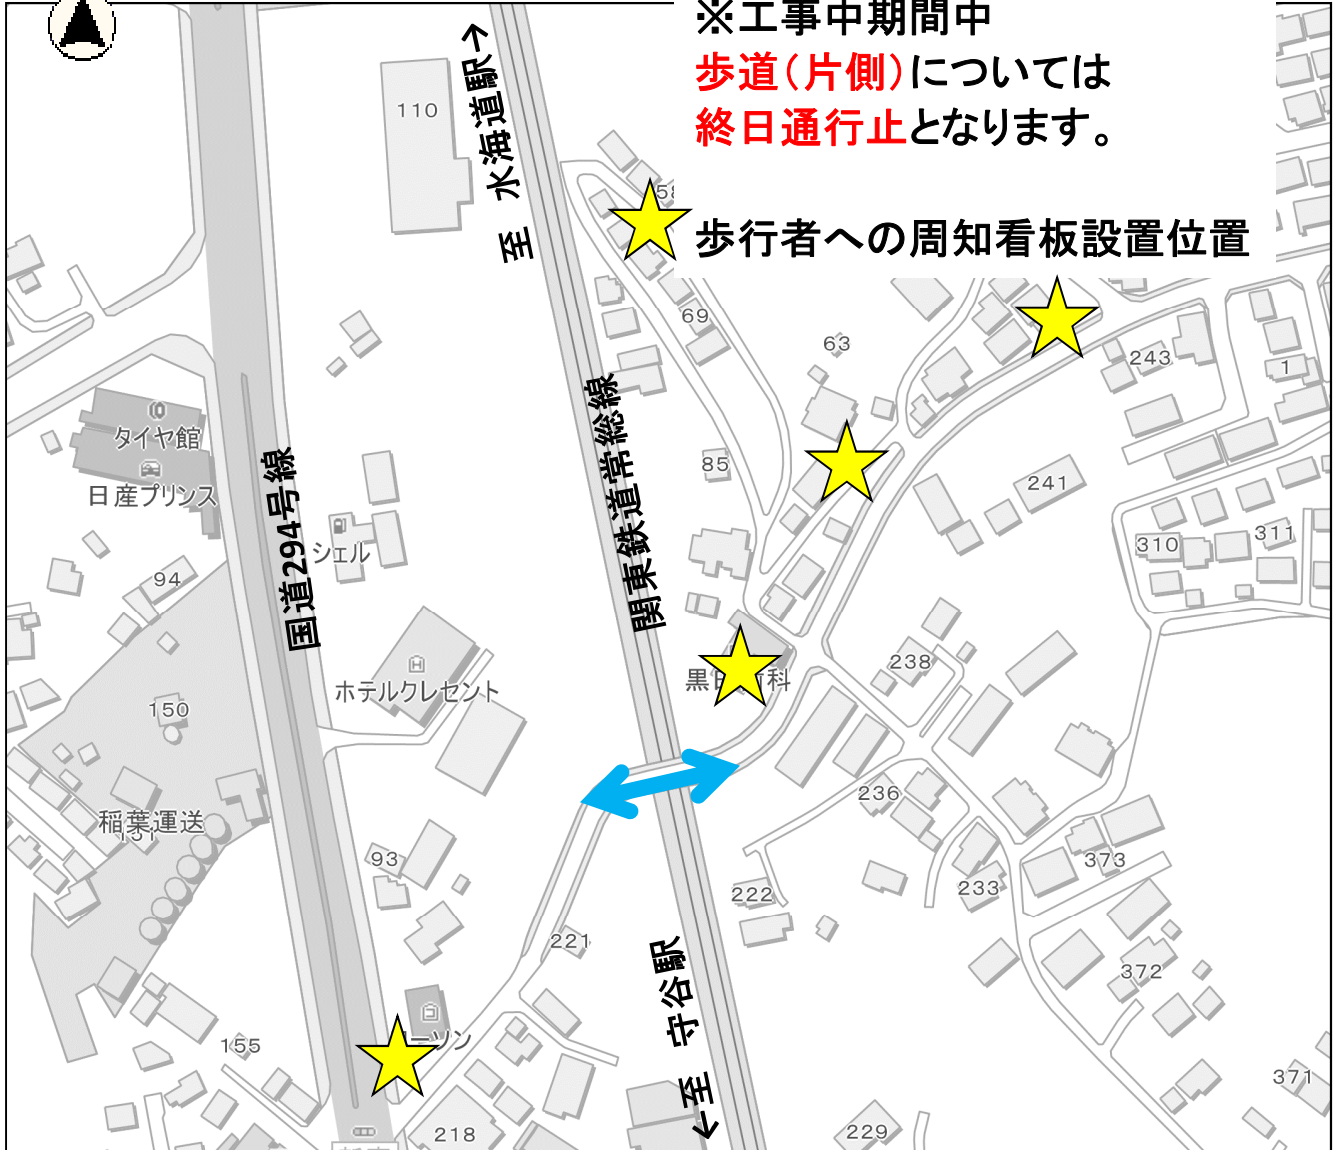 ※工事中期間中
歩道（片側）については
終日通行止となります。
歩行者への周知看板設置位置
至 水海道駅→
110
58
69
63
243
1
タイヤ館
日産プリンス
国道294号線
シェル
関東鉄道常総線
85
241
310
311
94
ホテルクレセント
238
150
稲葉運送
151
236
93
373
222
233
221
372
←至 守谷駅
155
371
218
229